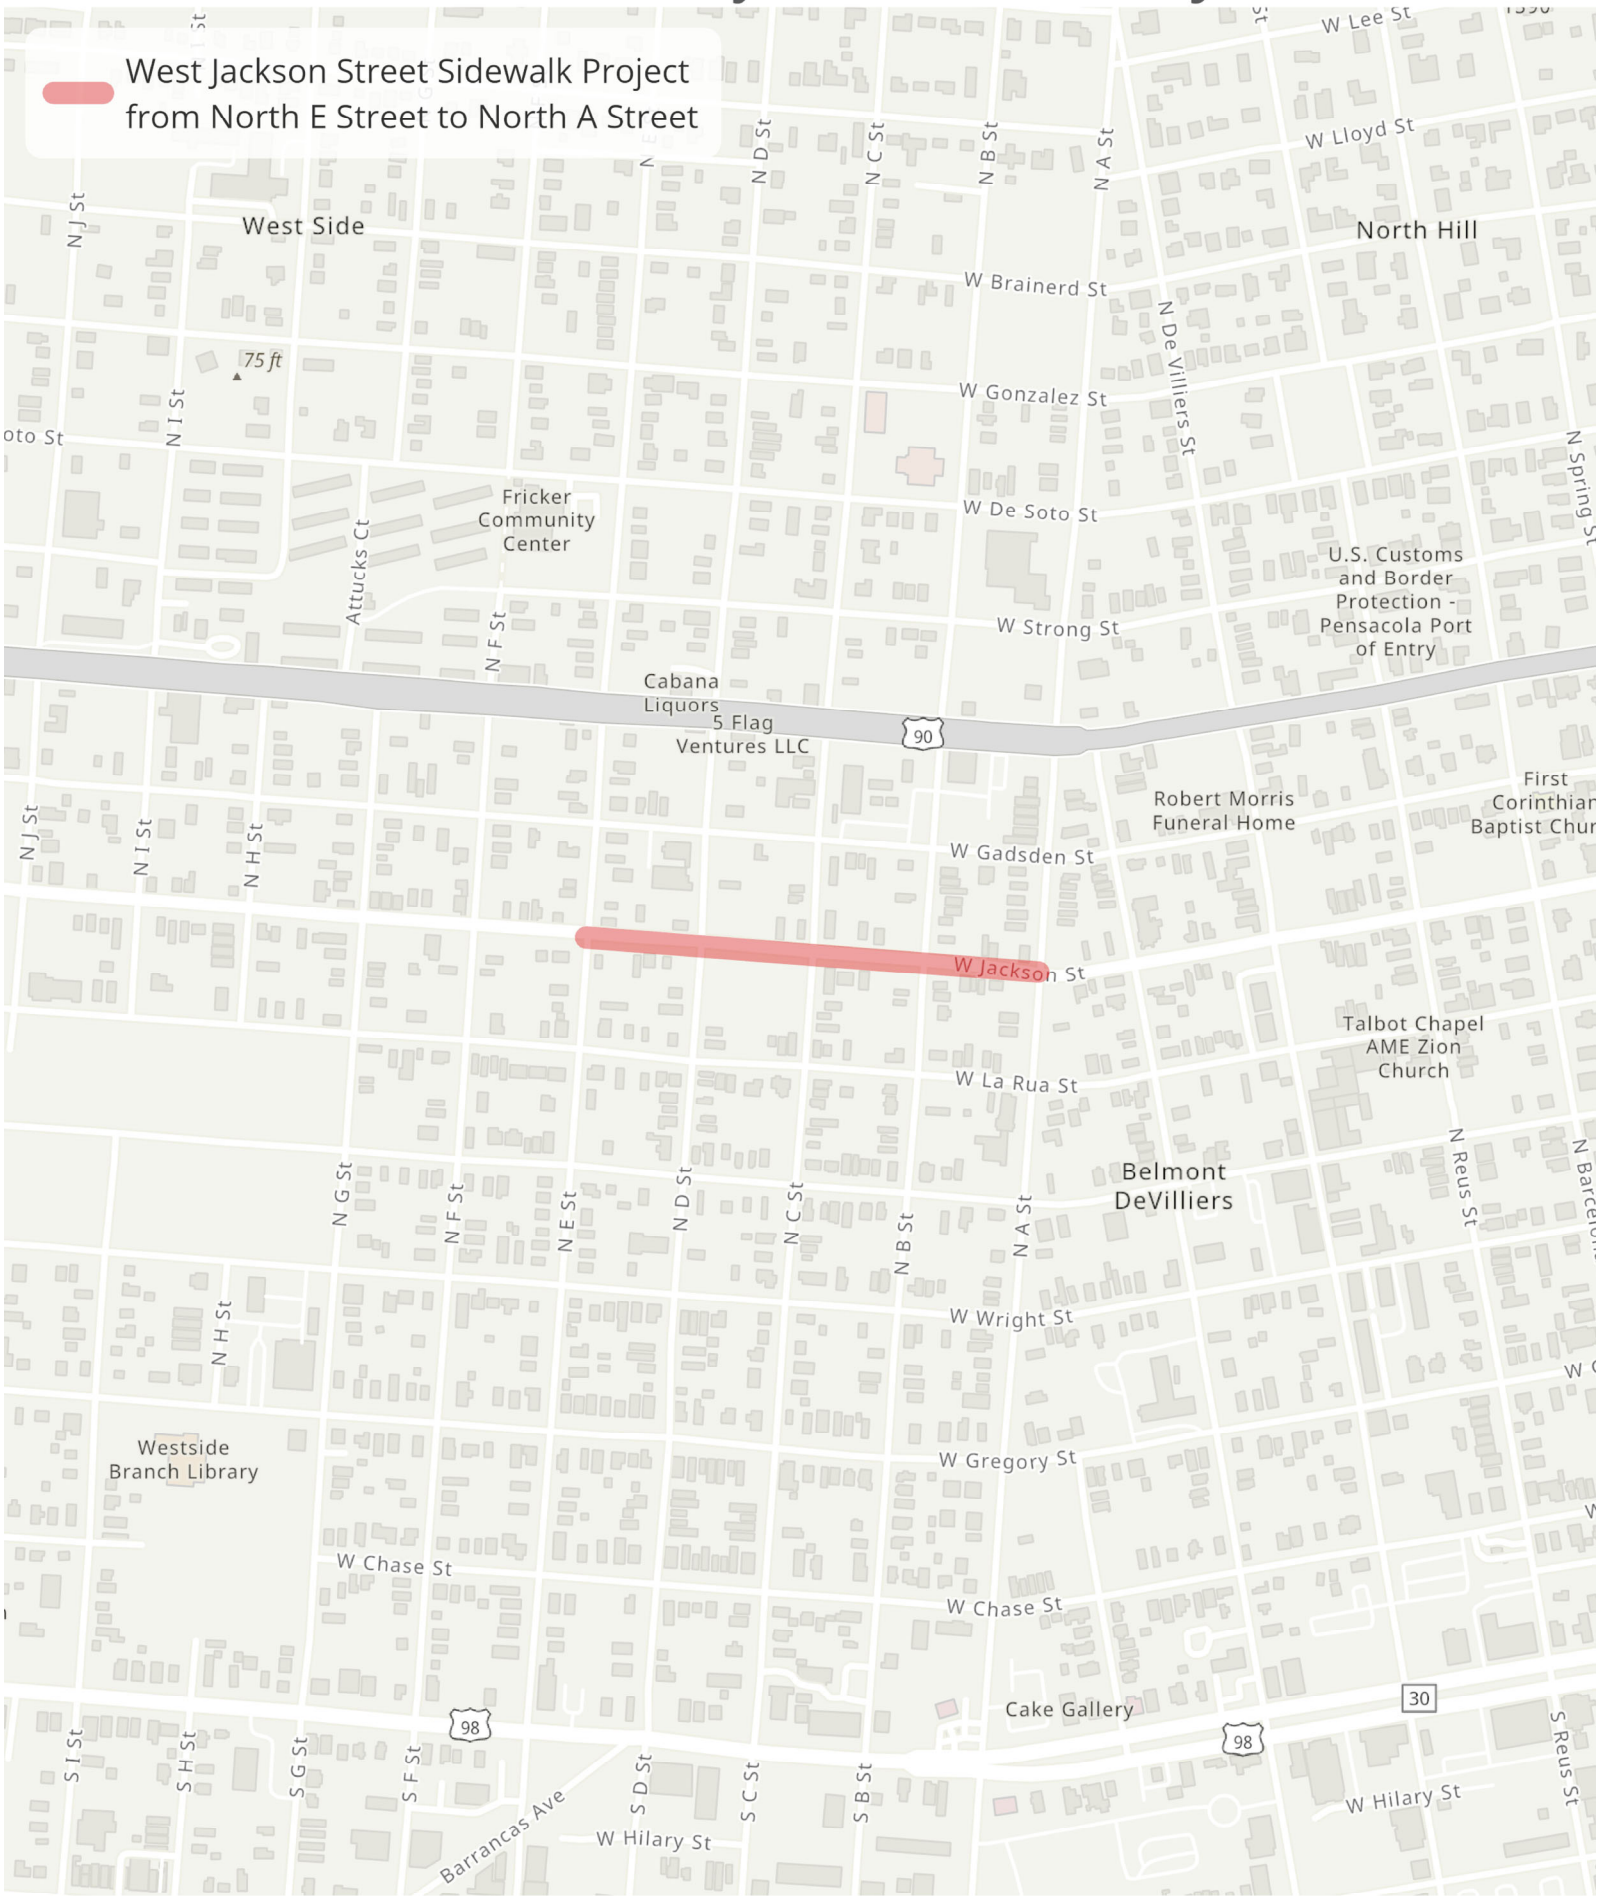 West Jackson Street Sidewalk Project
from North E Street to North A Street
W Lee St
W Lloyd St
N J St
N D St
N C St
N B St
N A St
West Side
North Hill
W Brainerd St
N De Villiers St
75 ft
N I St
W Gonzalez St
oto St
N Spring St
Fricker
Community
Center
W De Soto St
Attucks Ct
U.S. Customs
and Border
Protection -
Pensacola Port
of Entry
N F St
W Strong St
Cabana
Liquors
5 Flag
Ventures LLC
90
Robert Morris
Funeral Home
First
Corinthian
Baptist Chur
N J St
N I St
N H St
W Gadsden St
W Jackson St
Talbot Chapel
AME Zion
Church
W La Rua St
Belmont
DeVilliers
N G St
N F St
N E St
N D St
N C St
N B St
N A St
N Reus St
N Barcelo
N H St
W Wright St
Westside
Branch Library
W Gregory St
W Chase St
W Chase St
Cake Gallery
30
98
98
S I St
S H St
S G St
S F St
S D St
S C St
S B St
S Reus St
Barrancas Ave
W Hilary St
W Hilary St